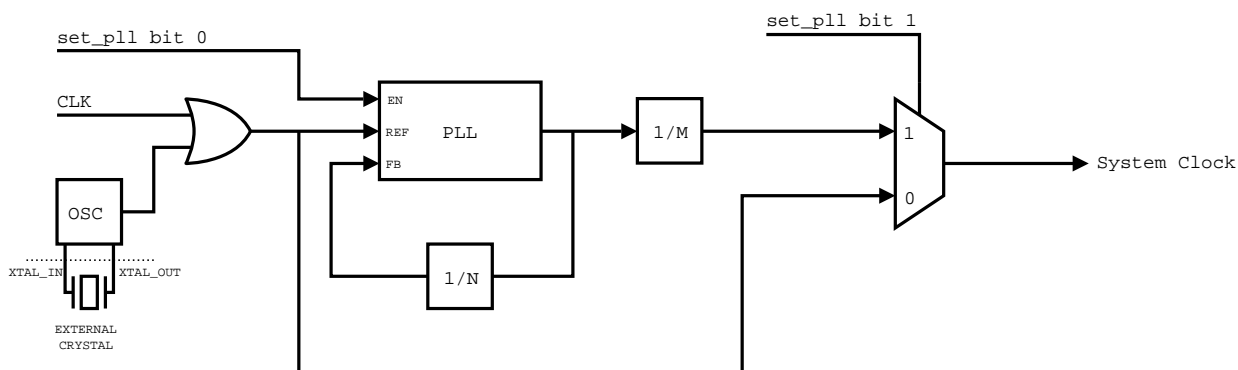 set_pll bit 0
set_pll bit 1
CLK
EN
REF
FB
PLL
1/M
1
0
System Clock
OSC
XTAL_IN
XTAL_OUT
1/N
EXTERNAL
CRYSTAL